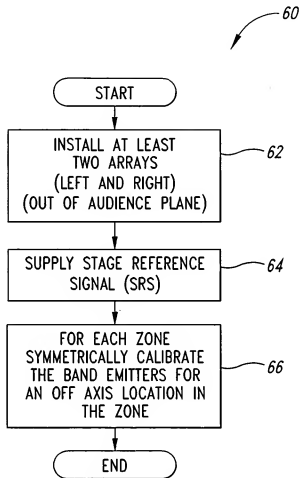 60
START
INSTALL AT LEAST
TWO ARRAYS
(LEFT AND RIGHT)
(OUT OF AUDIENCE PLANE)
62
SUPPLY STAGE REFERENCE
SIGNAL (SRS)
64
FOR EACH ZONE
SYMMETRICALLY CALIBRATE
THE BAND EMITTERS FOR
AN OFF AXIS LOCATION IN
THE ZONE
66
END